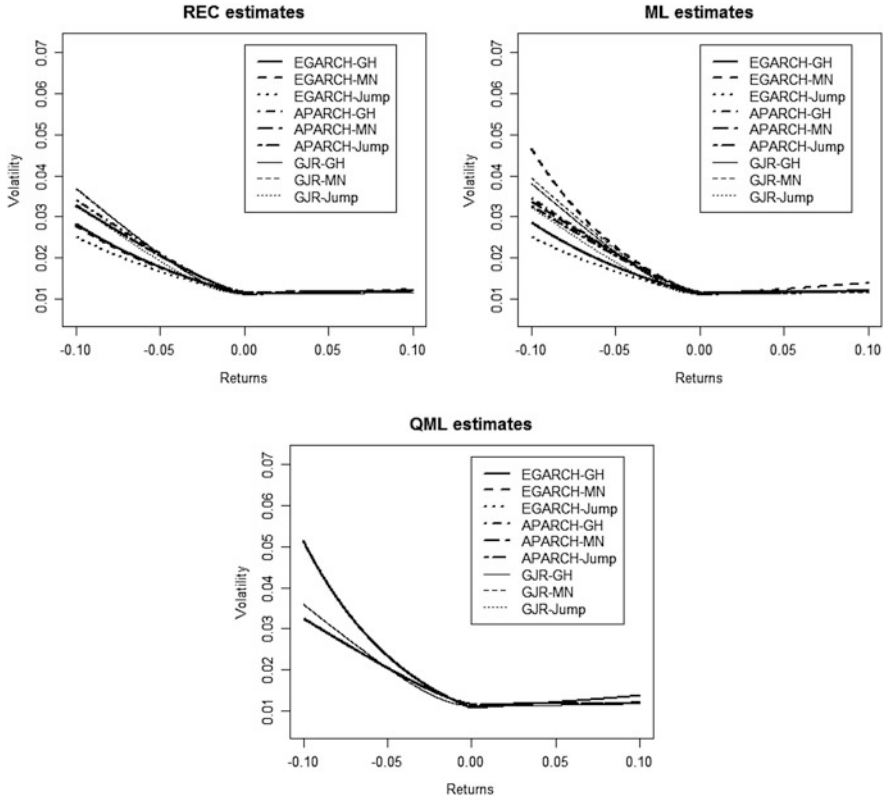 REC estimates
0.07
0.06
0.05
0.04
0.03
0.02
0.01
Volatility
EGARCH-GH
EGARCH-MN
EGARCH-Jump
APARCH-GH
APARCH-MN
APARCH-Jump
GJR-GH
GJR-MN
GJR-Jump
-0.10
-0.05
0.00
0.05
0.10
Returns
ML estimates
0.07
0.06
0.05
0.04
0.03
0.02
0.01
Volatility
EGARCH-GH
EGARCH-MN
EGARCH-Jump
APARCH-GH
APARCH-MN
APARCH-Jump
GJR-GH
GJR-MN
GJR-Jump
-0.10
-0.05
0.00
0.05
0.10
Returns
QML estimates
0.07
0.06
0.05
0.04
0.03
0.02
0.01
Volatility
EGARCH-GH
EGARCH-MN
EGARCH-Jump
APARCH-GH
APARCH-MN
APARCH-Jump
GJR-GH
GJR-MN
GJR-Jump
-0.10
-0.05
0.00
0.05
0.10
Returns